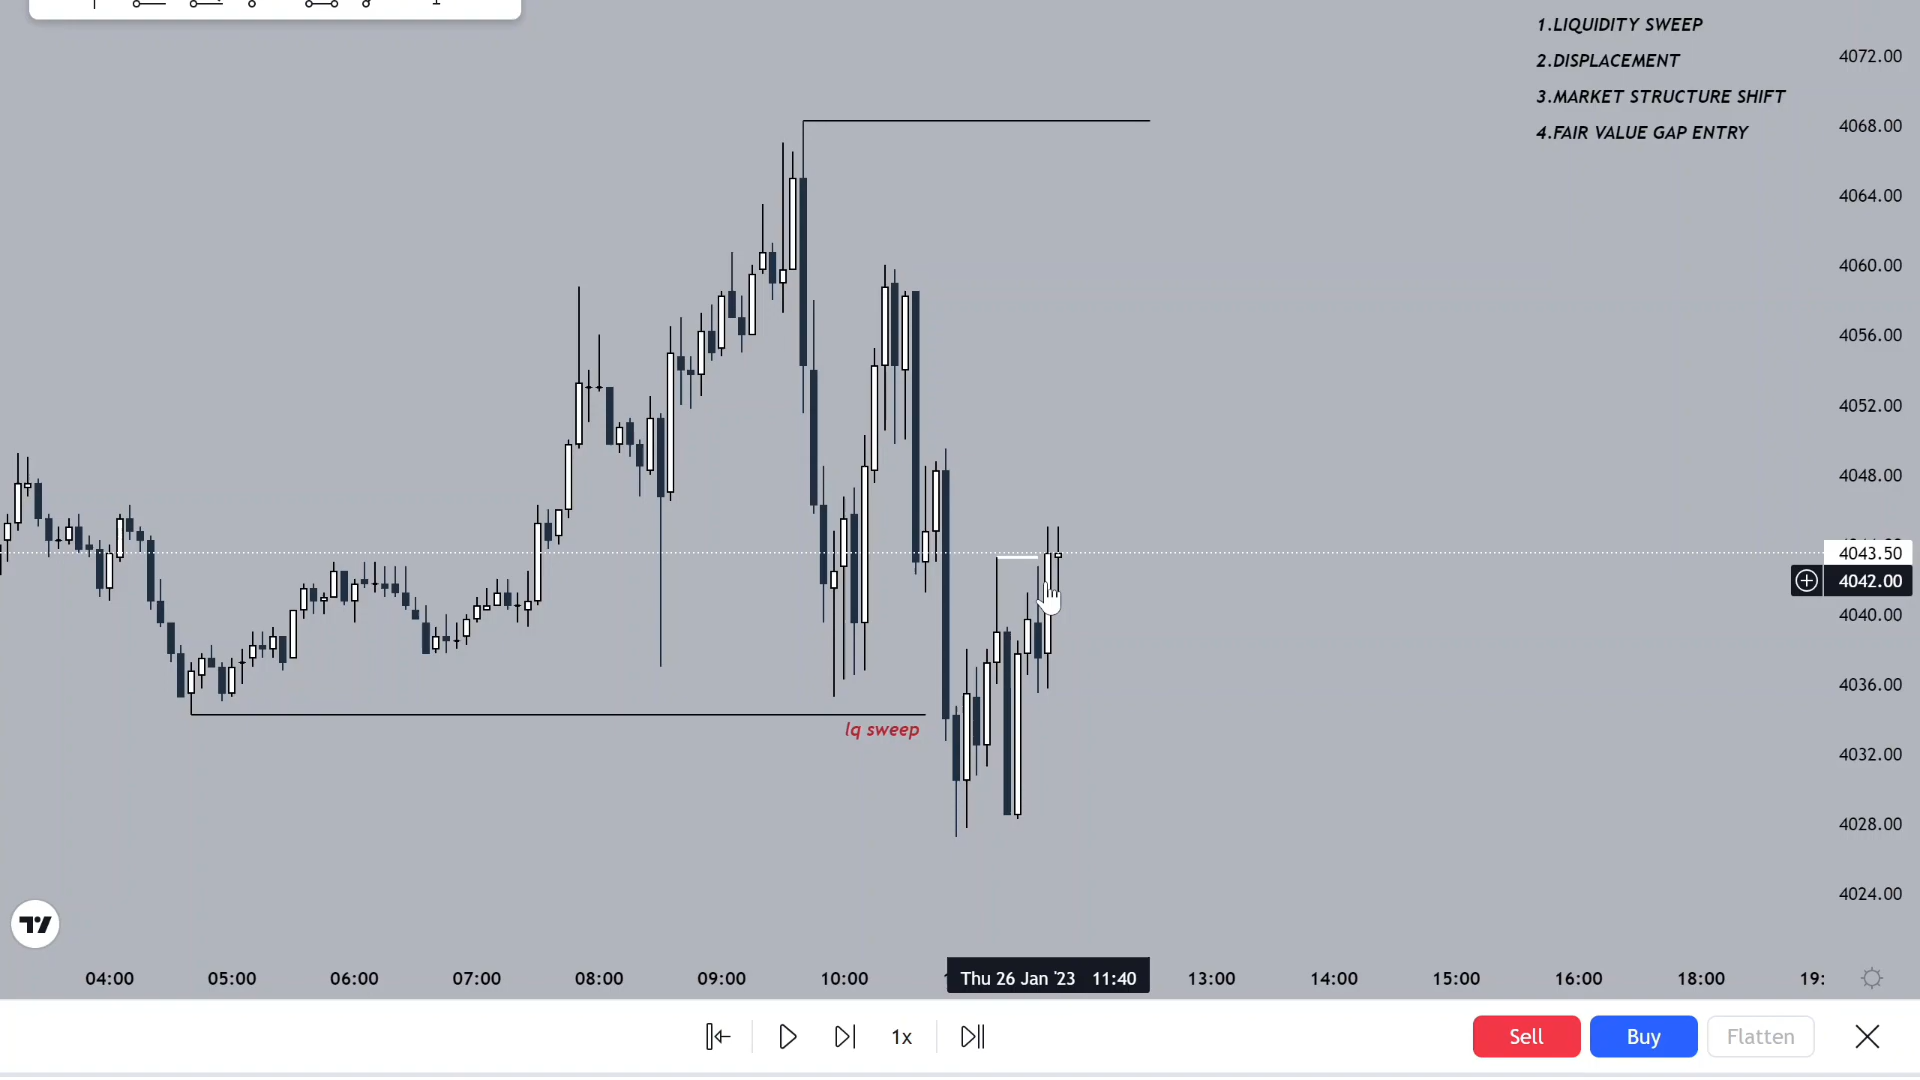 1.LIQUIDITY SWEEP
2.DISPLACEMENT
3.MARKET STRUCTURE SHIFT
4.FAIR VALUE GAP ENTRY
4072.00
4068.00
4064.00
4060.00
4056.00
4052.00
4048.00
4043.50
4042.00
4040.00
4036.00
lq sweep
4032.00
4028.00
4024.00
04:00 05:00 06:00 07:00 08:00 09:00 10:00 Thu 26 Jan '23 11:40 13:00 14:00 15:00 16:00 18:00 19:
1x Sell Buy Flatten